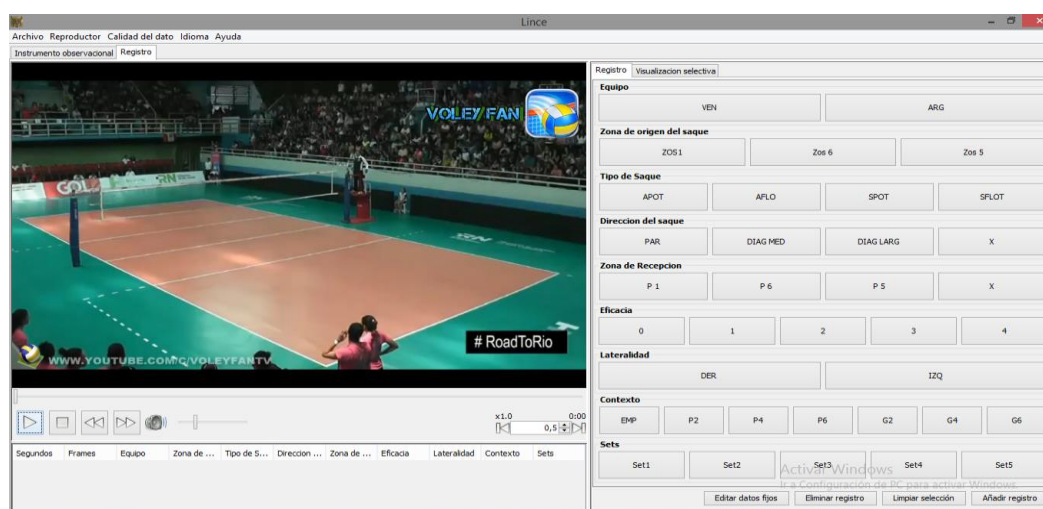 Lince
Archivo Reproductor Calidad del dato Idioma Ayuda
Instrumento observacional Registro
Registro Visualizacion selectiva
Equipo
VEN ARG
Zona de origen del saque
ZOS1 Zos 6 Zos 5
Tipo de Saque
APOT AFLO SPOT SFLOT
Direccion del saque
PAR DIAG MED DIAG LARG X
Zona de Recepcion
P 1 P 6 P 5 X
Eficacia
0 1 2 3 4
Lateralidad
DER IZQ
Contexto
EMP P2 P4 P6 G2 G4 G6
Sets
Set1 Set2 Set3 Set4 Set5
Activar Windows
Ir a Configuración de PC para activar Windows.
Editar datos fijos Eliminar registro Limpiar selección Añadir registro
VOLEY FAN
GOL
RN
RN
# RoadToRio
WWW.YOUTUBE.COM/C/VOLEYFANTV
x1.0 0:00
0,5
Segundos Frames Equipo Zona de ... Tipo de S... Direccion ... Zona de ... Eficacia Lateralidad Contexto Sets